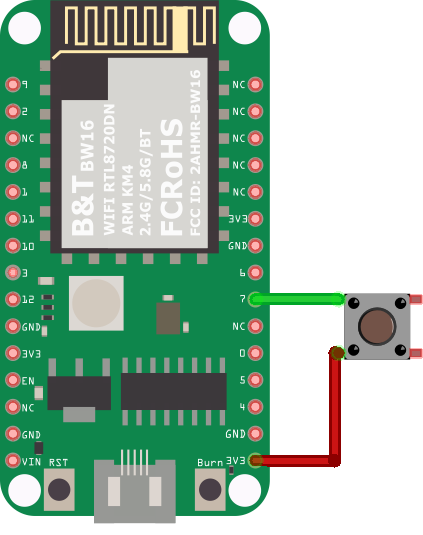 B&T BW16
WIFI RTL8720DN
ARM KM4
2.4G/5.8G/BT
FCRoHS
FCC ID: 2AHMR-BW16
9
2
NC
8
1
11
10
3
12
GND
3V3
EN
NC
GND
VIN
NC
NC
NC
NC
NC
3V3
GND
6
7
NC
0
5
4
GND
3V3
RST
Burn